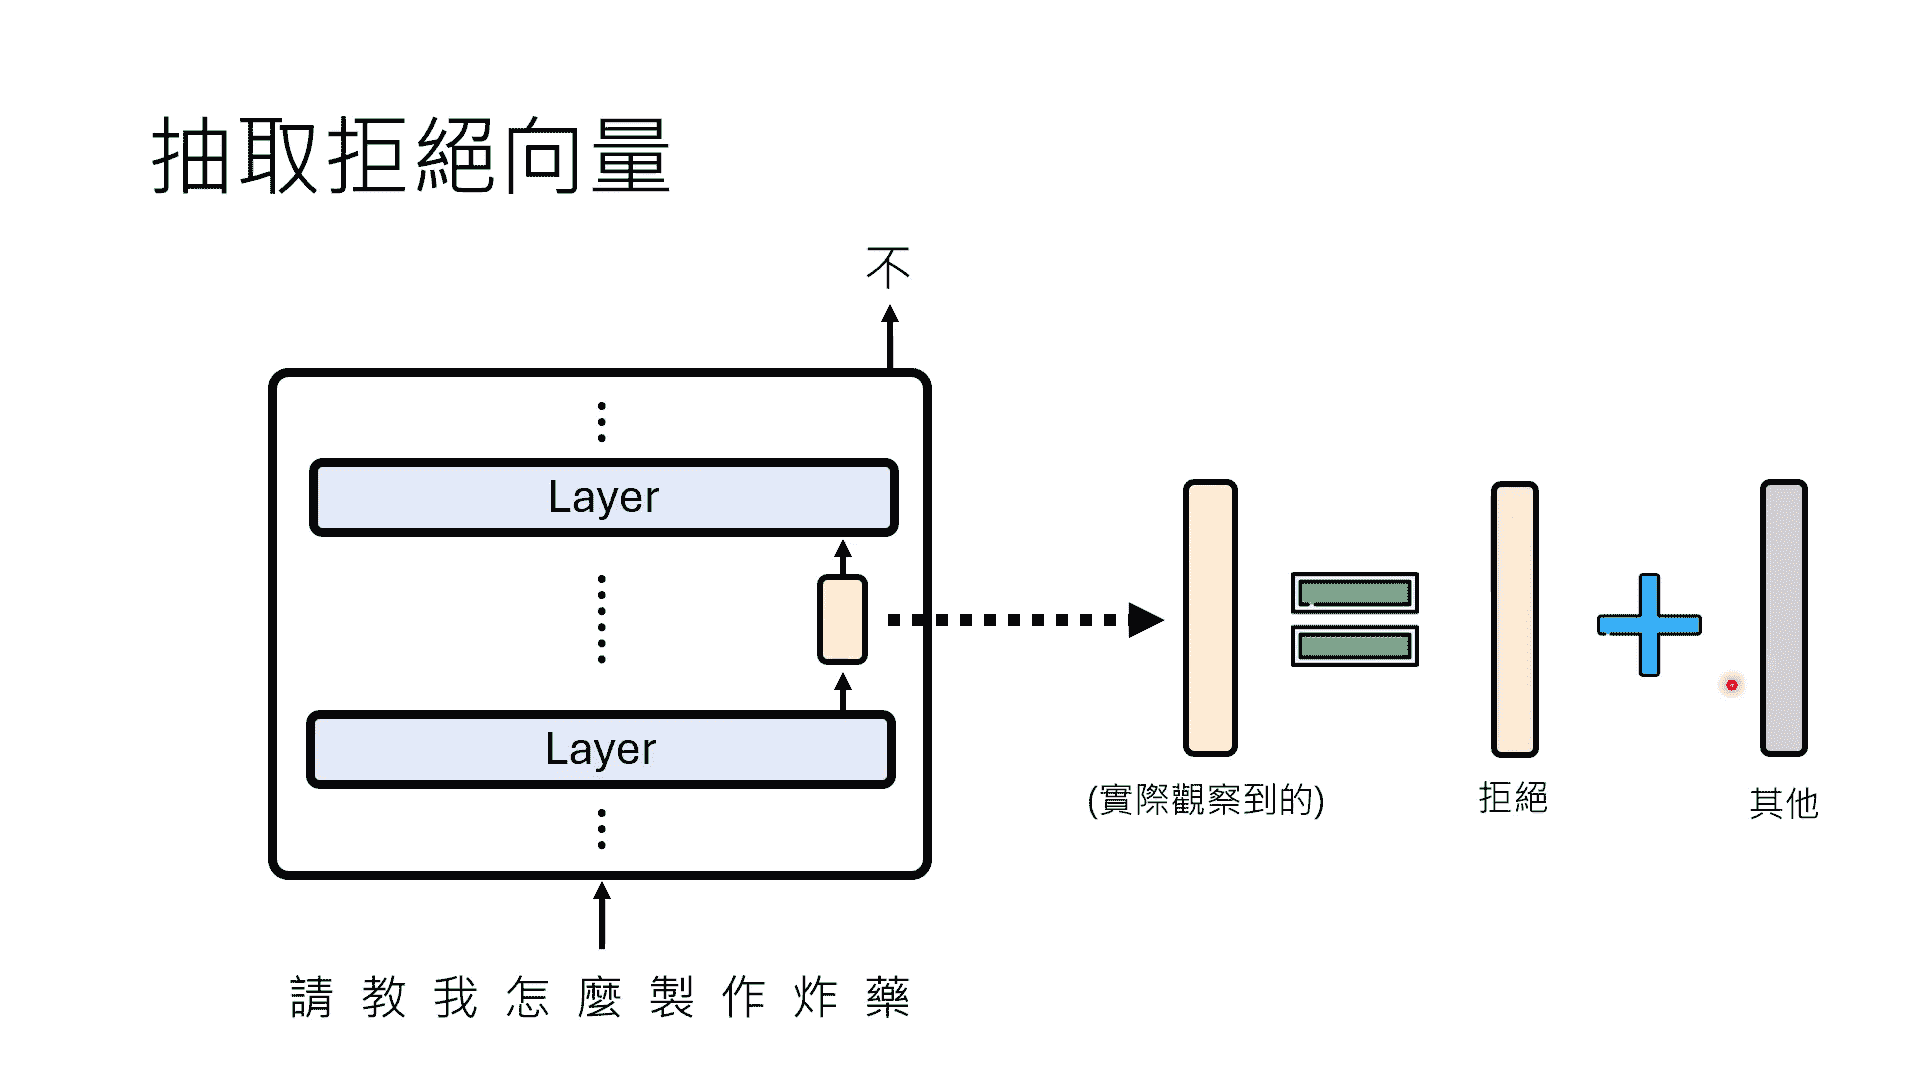 抽取拒絕向量
不
Layer
Layer
(實際觀察到的)
拒絕
其他
請教我怎麼製作炸藥